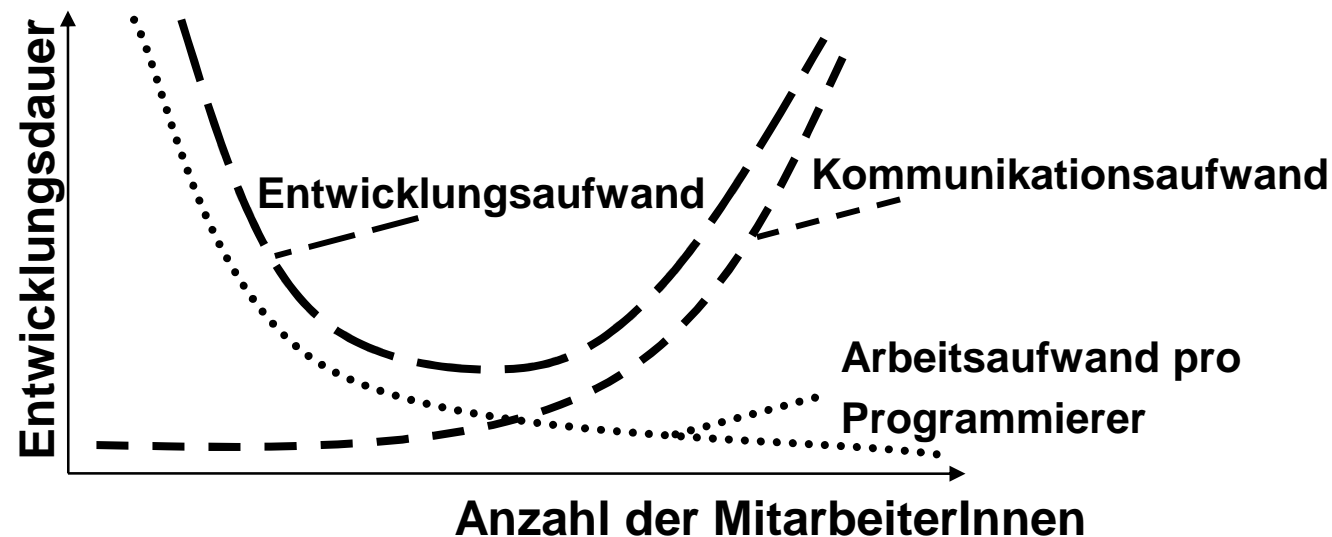 Entwicklungsdauer
Entwicklungsaufwand
Kommunikationsaufwand
Arbeitsaufwand pro
Programmierer
Anzahl der MitarbeiterInnen